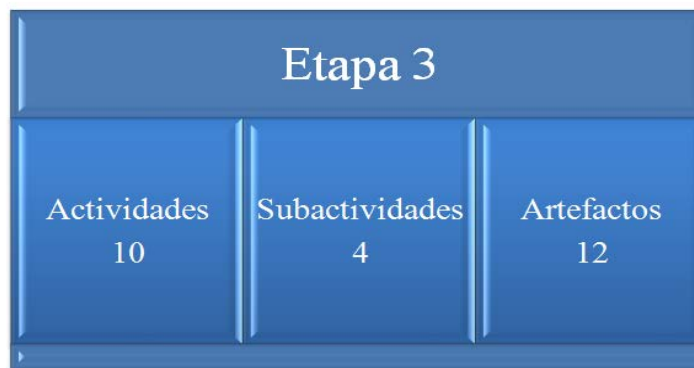 Etapa 3
Actividades
10
Subactividades
4
Artefactos
12